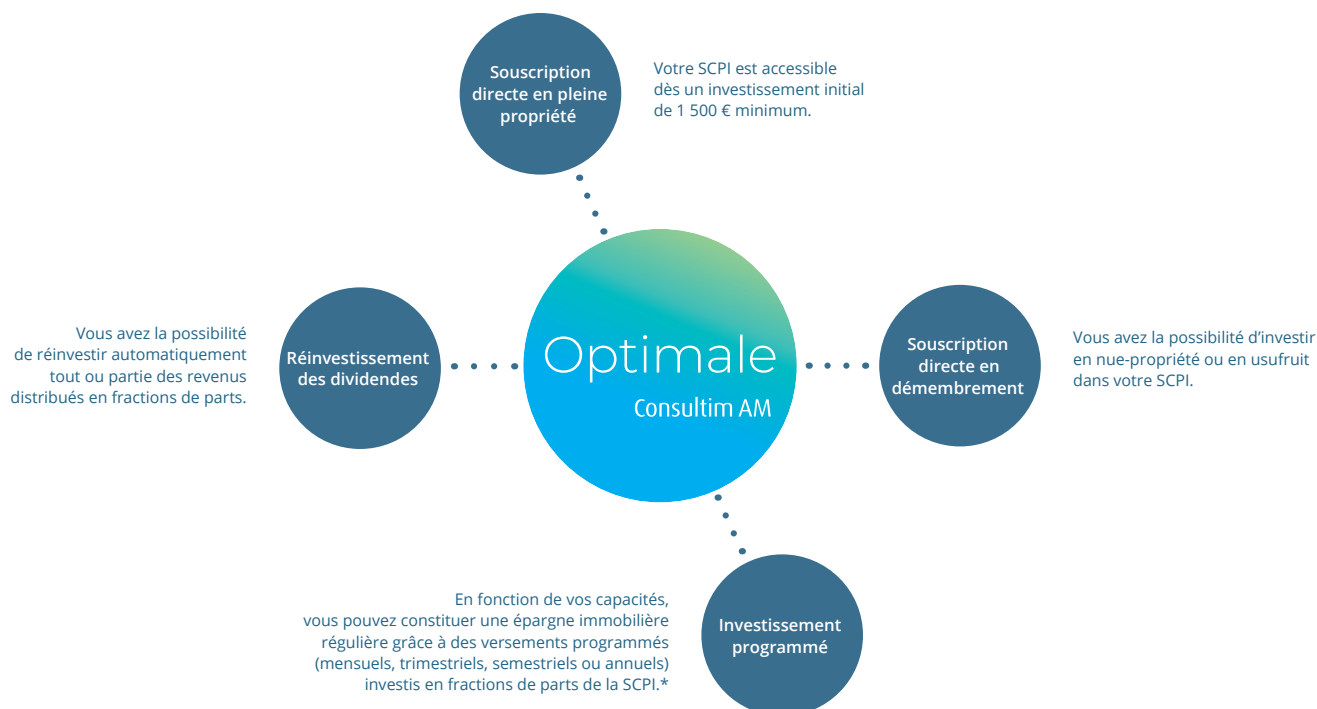 Souscription
directe en pleine
propriété
Votre SCPI est accessible
dès un investissement initial
de 1 500 € minimum.
Vous avez la possibilité
de réinvestir automatiquement
tout ou partie des revenus
distribués en fractions de parts.
Réinvestissement
des dividendes
Optimale
Consultim AM
Souscription
directe en
démembrement
Vous avez la possibilité d’investir
en nue-propriété ou en usufruit
dans votre SCPI.
En fonction de vos capacités,
vous pouvez constituer une épargne immobilière
régulière grâce à des versements programmés
(mensuels, trimestriels, semestriels ou annuels)
investis en fractions de parts de la SCPI.*
Investissement
programmé